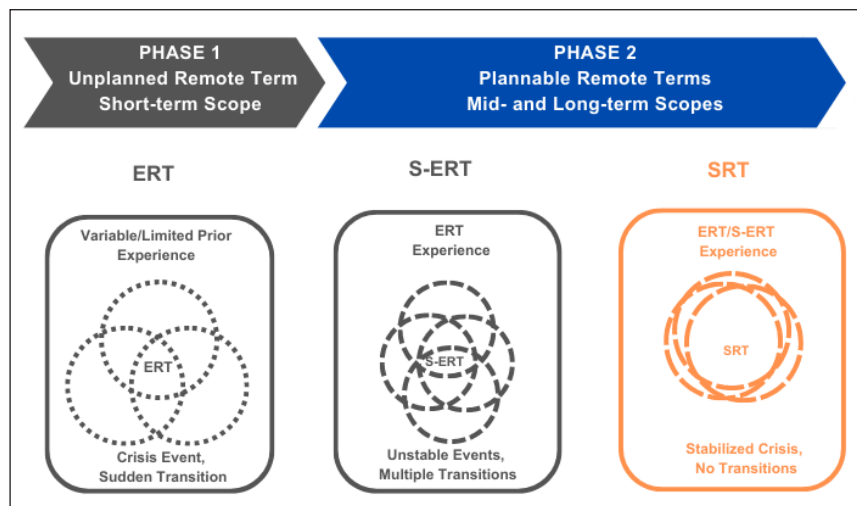 PHASE 1
Unplanned Remote Term
Short-term Scope
PHASE 2
Plannable Remote Terms
Mid- and Long-term Scopes
ERT
S-ERT
SRT
Variable/Limited Prior
Experience
ERT
Crisis Event,
Sudden Transition
ERT
Experience
S-ERT
Unstable Events,
Multiple Transitions
ERT/S-ERT
Experience
SRT
Stabilized Crisis,
No Transitions